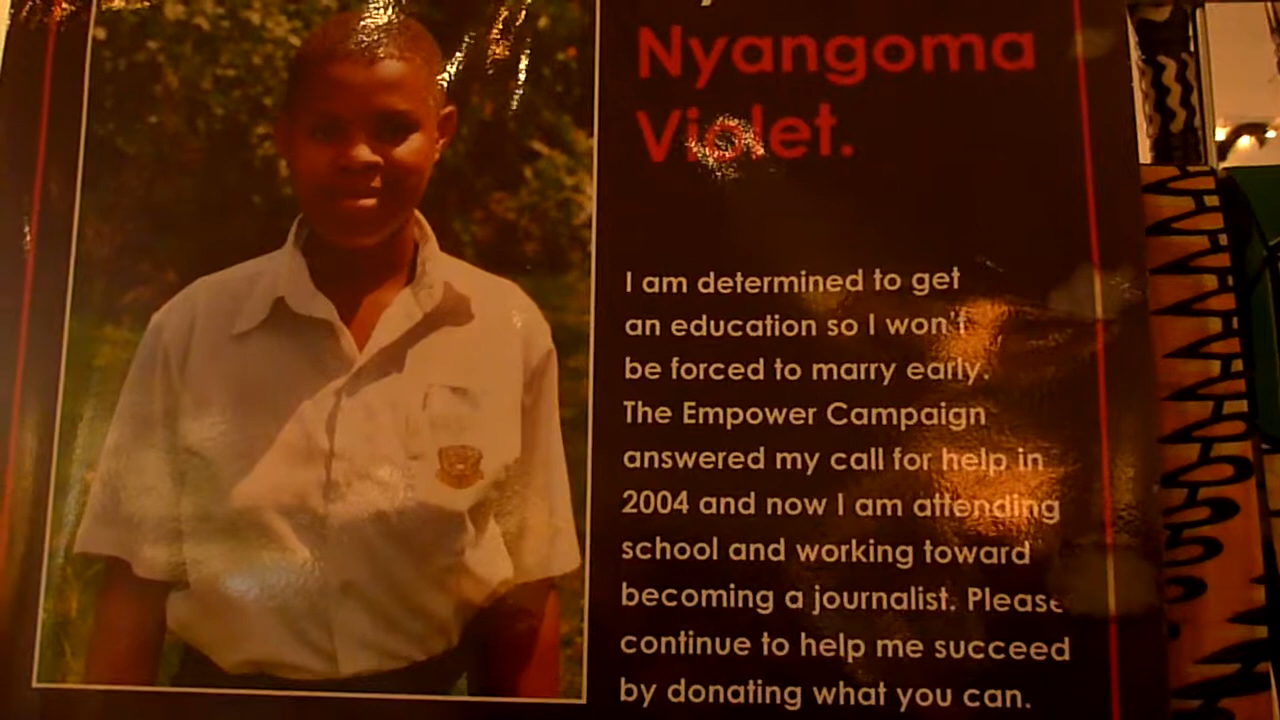 Nyangoma
Violet.
I am determined to get
an education so I won't
be forced to marry early.
The Empower Campaign
answered my call for help in
2004 and now I am attending
school and working toward
becoming a journalist. Please
continue to help me succeed
by donating what you can.